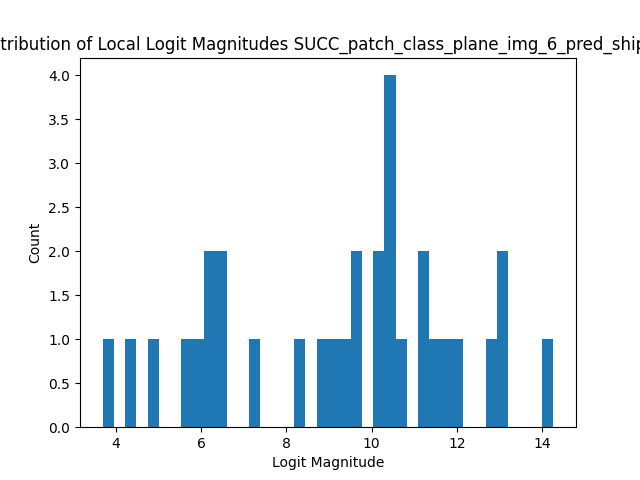 tribution of Local Logit Magnitudes SUCC_patch_class_plane_img_6_pred_ship
4.0
3.5
3.0
2.5
2.0
1.5
1.0
0.5
0.0
Count
4 6 8 10 12 14
Logit Magnitude